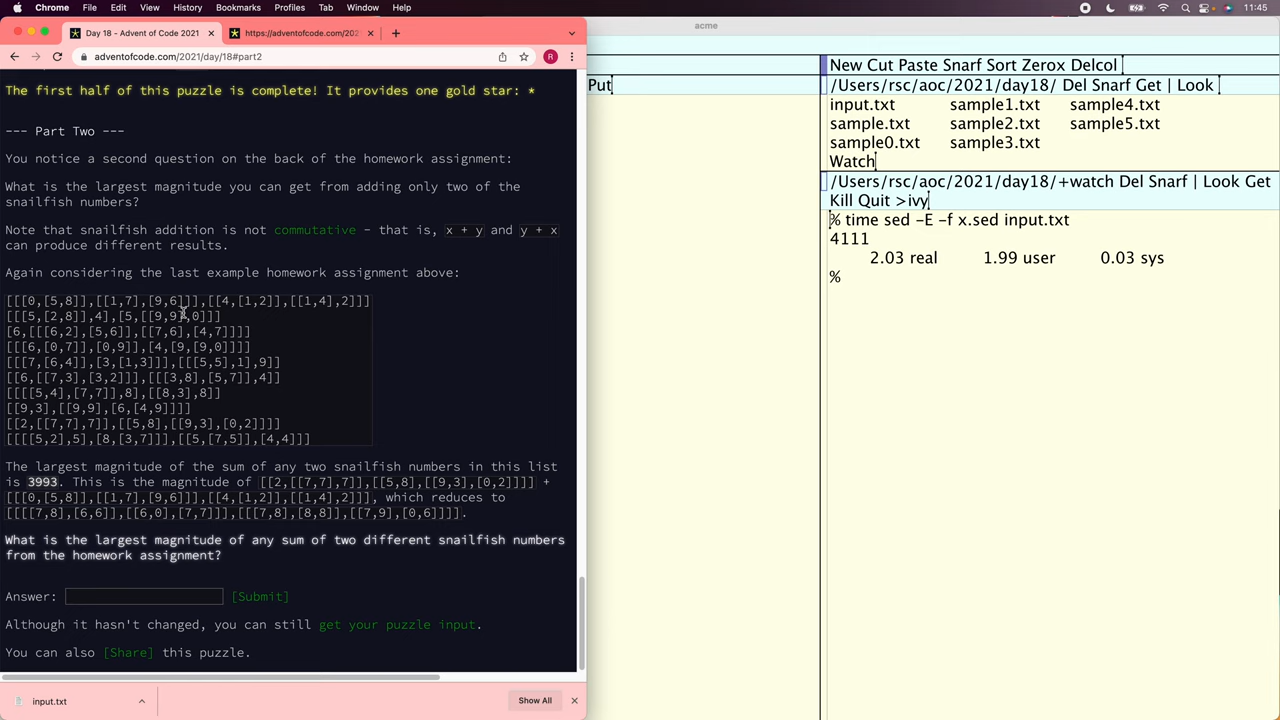 Chrome File Edit View History Bookmarks Profiles Tab Window Help 11:45
Day 18 - Advent of Code 2021 https://adventofcode.com/202 acme
adventofcode.com/2021/day/18#part2 R
The first half of this puzzle is complete! It provides one gold star: *
--- Part Two ---
You notice a second question on the back of the homework assignment:
What is the largest magnitude you can get from adding only two of the
snailfish numbers?
Note that snailfish addition is not commutative - that is, x + y and y + x
can produce different results.
Again considering the last example homework assignment above:
[[[0,[5,8]],[[1,7],[9,6]]],[[4,[1,2]],[[1,4],2]]]
[[[5,[2,8]],4],[5,[[9,9],0]]]
[6,[[[6,2],[5,6]],[[7,6],[4,7]]]]
[[[6,[0,7]],[0,9]],[4,[9,[9,0]]]]
[[[7,[6,4]],[3,[1,3]]],[[[5,5],1],9]]
[[6,[[7,3],[3,2]]],[[[3,8],[5,7]],4]]
[[[[5,4],[7,7]],8],[[8,3],8]]
[[9,3],[[9,9],[6,[4,9]]]]
[[2,[[7,7],7]],[[5,8],[[9,3],[0,2]]]]
[[[[5,2],5],[8,[3,7]]],[[5,[7,5]],[4,4]]]
The largest magnitude of the sum of any two snailfish numbers in this list
is 3993. This is the magnitude of [[2,[[7,7],7]],[[5,8],[[9,3],[0,2]]]] +
[[[0,[5,8]],[[1,7],[9,6]]],[[4,[1,2]],[[1,4],2]]], which reduces to
[[[[7,8],[6,6]],[[6,0],[7,7]]],[[[7,8],[8,8]],[[7,9],[0,6]]]].
What is the largest magnitude of any sum of two different snailfish numbers
from the homework assignment?
Answer: [Submit]
Although it hasn't changed, you can still get your puzzle input.
You can also [Share] this puzzle.
input.txt Show All
Put
New Cut Paste Snarf Sort Zerox Delcol
/Users/rsc/aoc/2021/day18/ Del Snarf Get | Look
input.txt sample1.txt sample4.txt
sample.txt sample2.txt sample5.txt
sample0.txt sample3.txt
Watch
/Users/rsc/aoc/2021/day18/+watch Del Snarf | Look Get
Kill Quit >ivy
% time sed -E -f x.sed input.txt
4111
2.03 real 1.99 user 0.03 sys
%